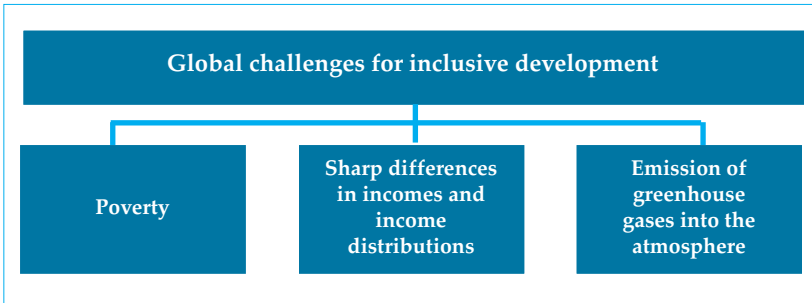 Global challenges for inclusive development
Poverty
Sharp differences
in incomes and
income
distributions
Emission of
greenhouse
gases into the
atmosphere